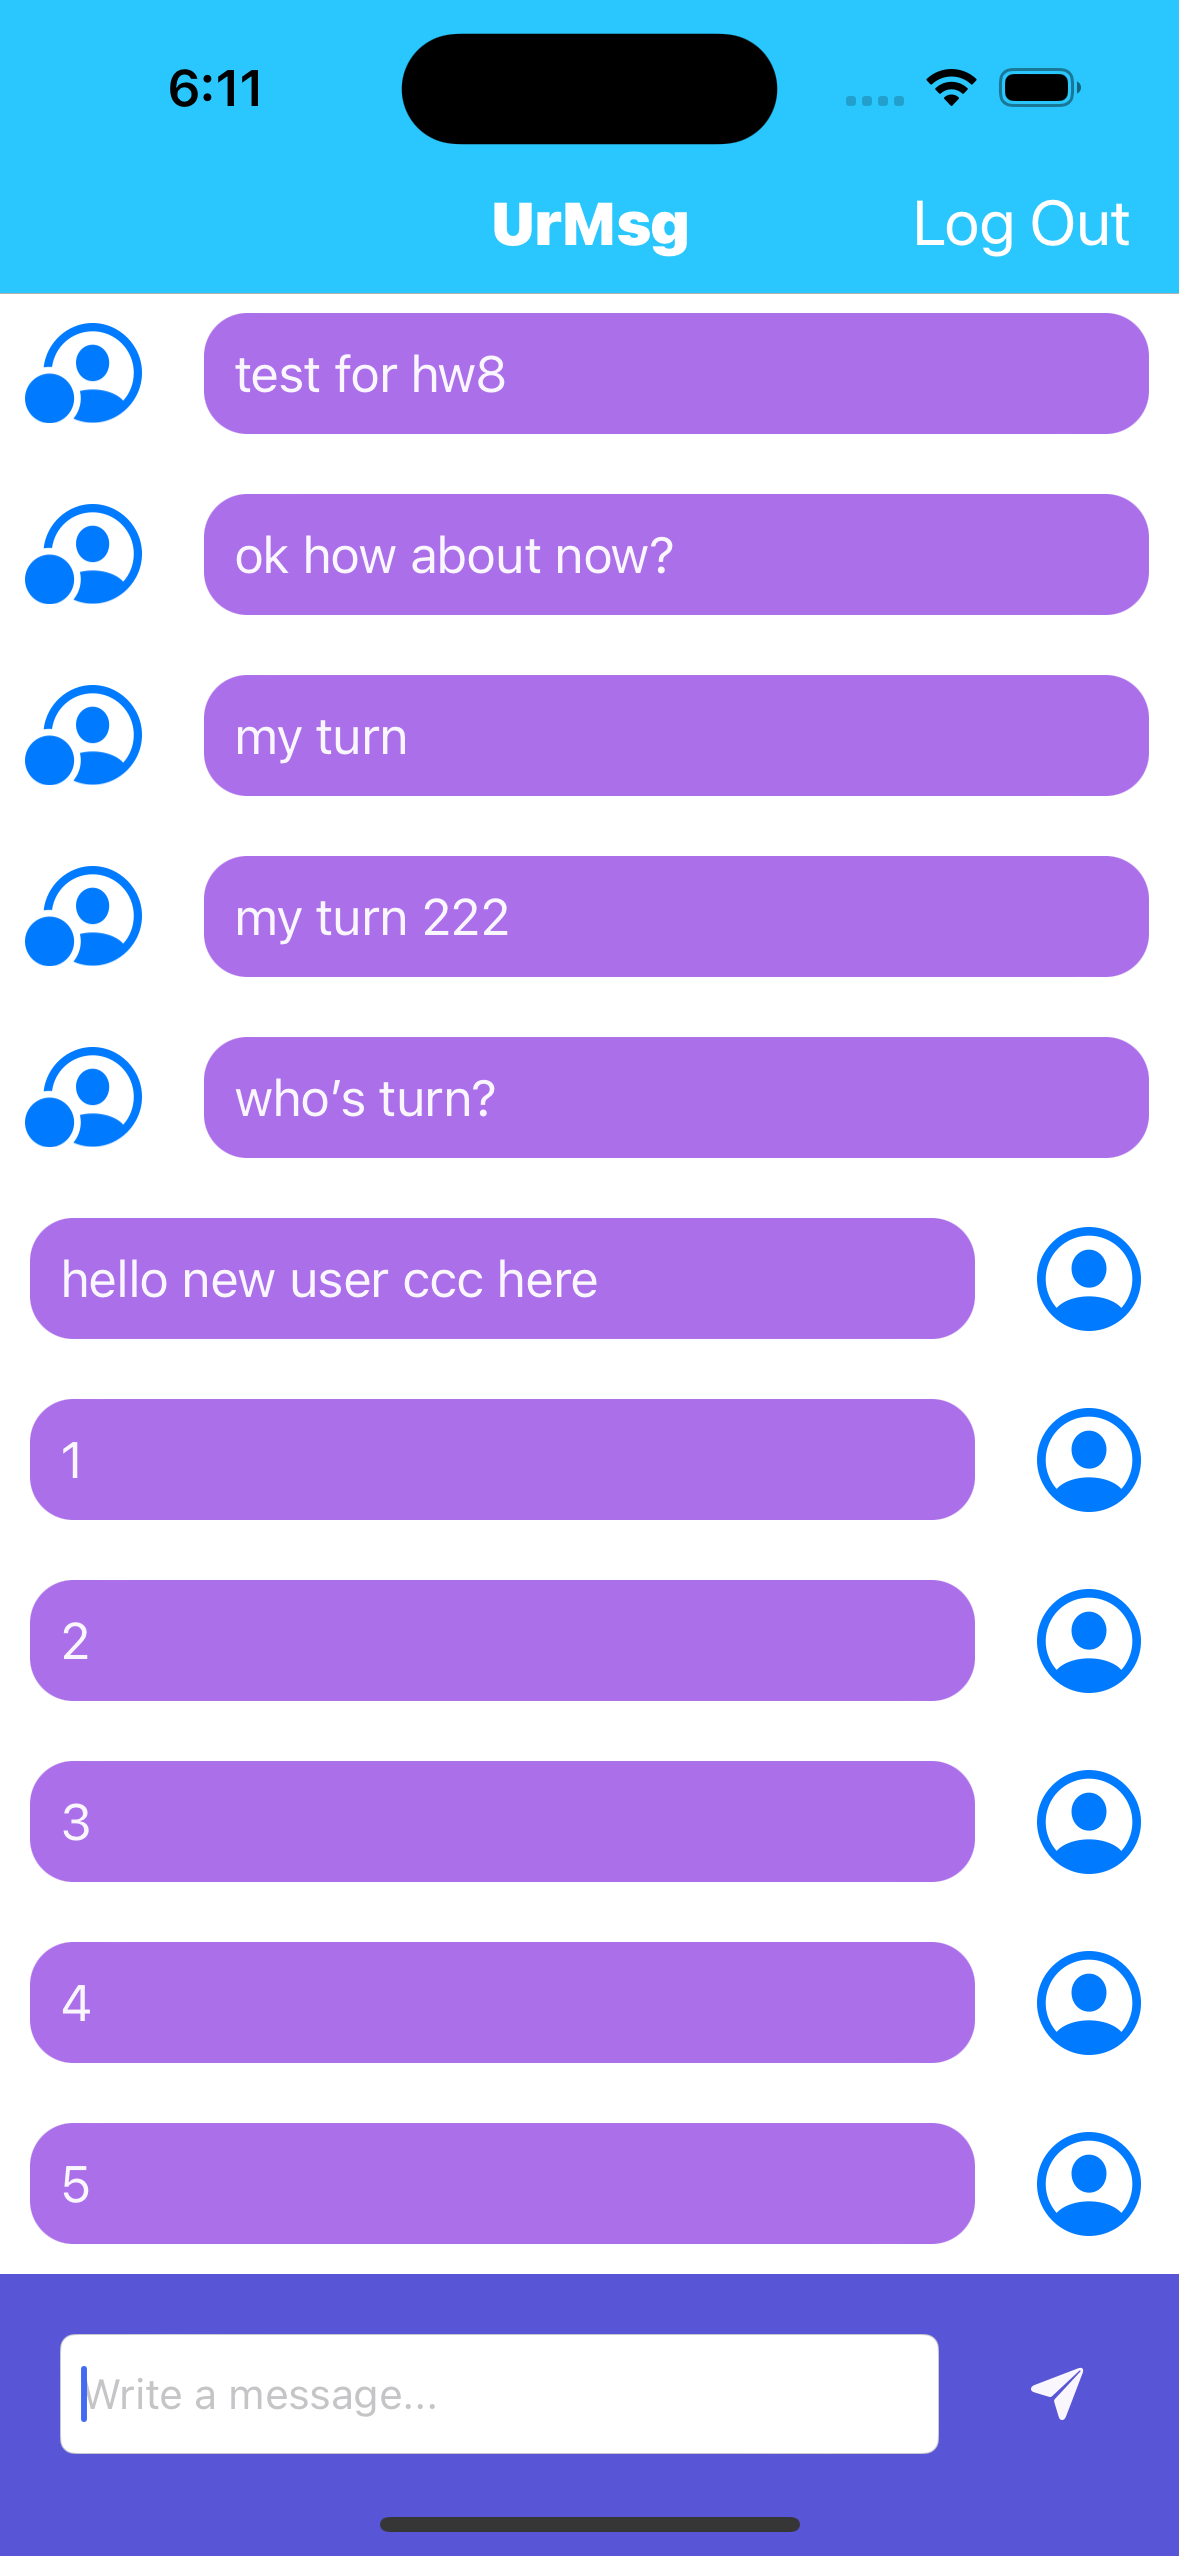 6:11
UrMsg
Log Out
test for hw8
ok how about now?
my turn
my turn 222
who’s turn?
hello new user ccc here
1
2
3
4
5
Write a message...